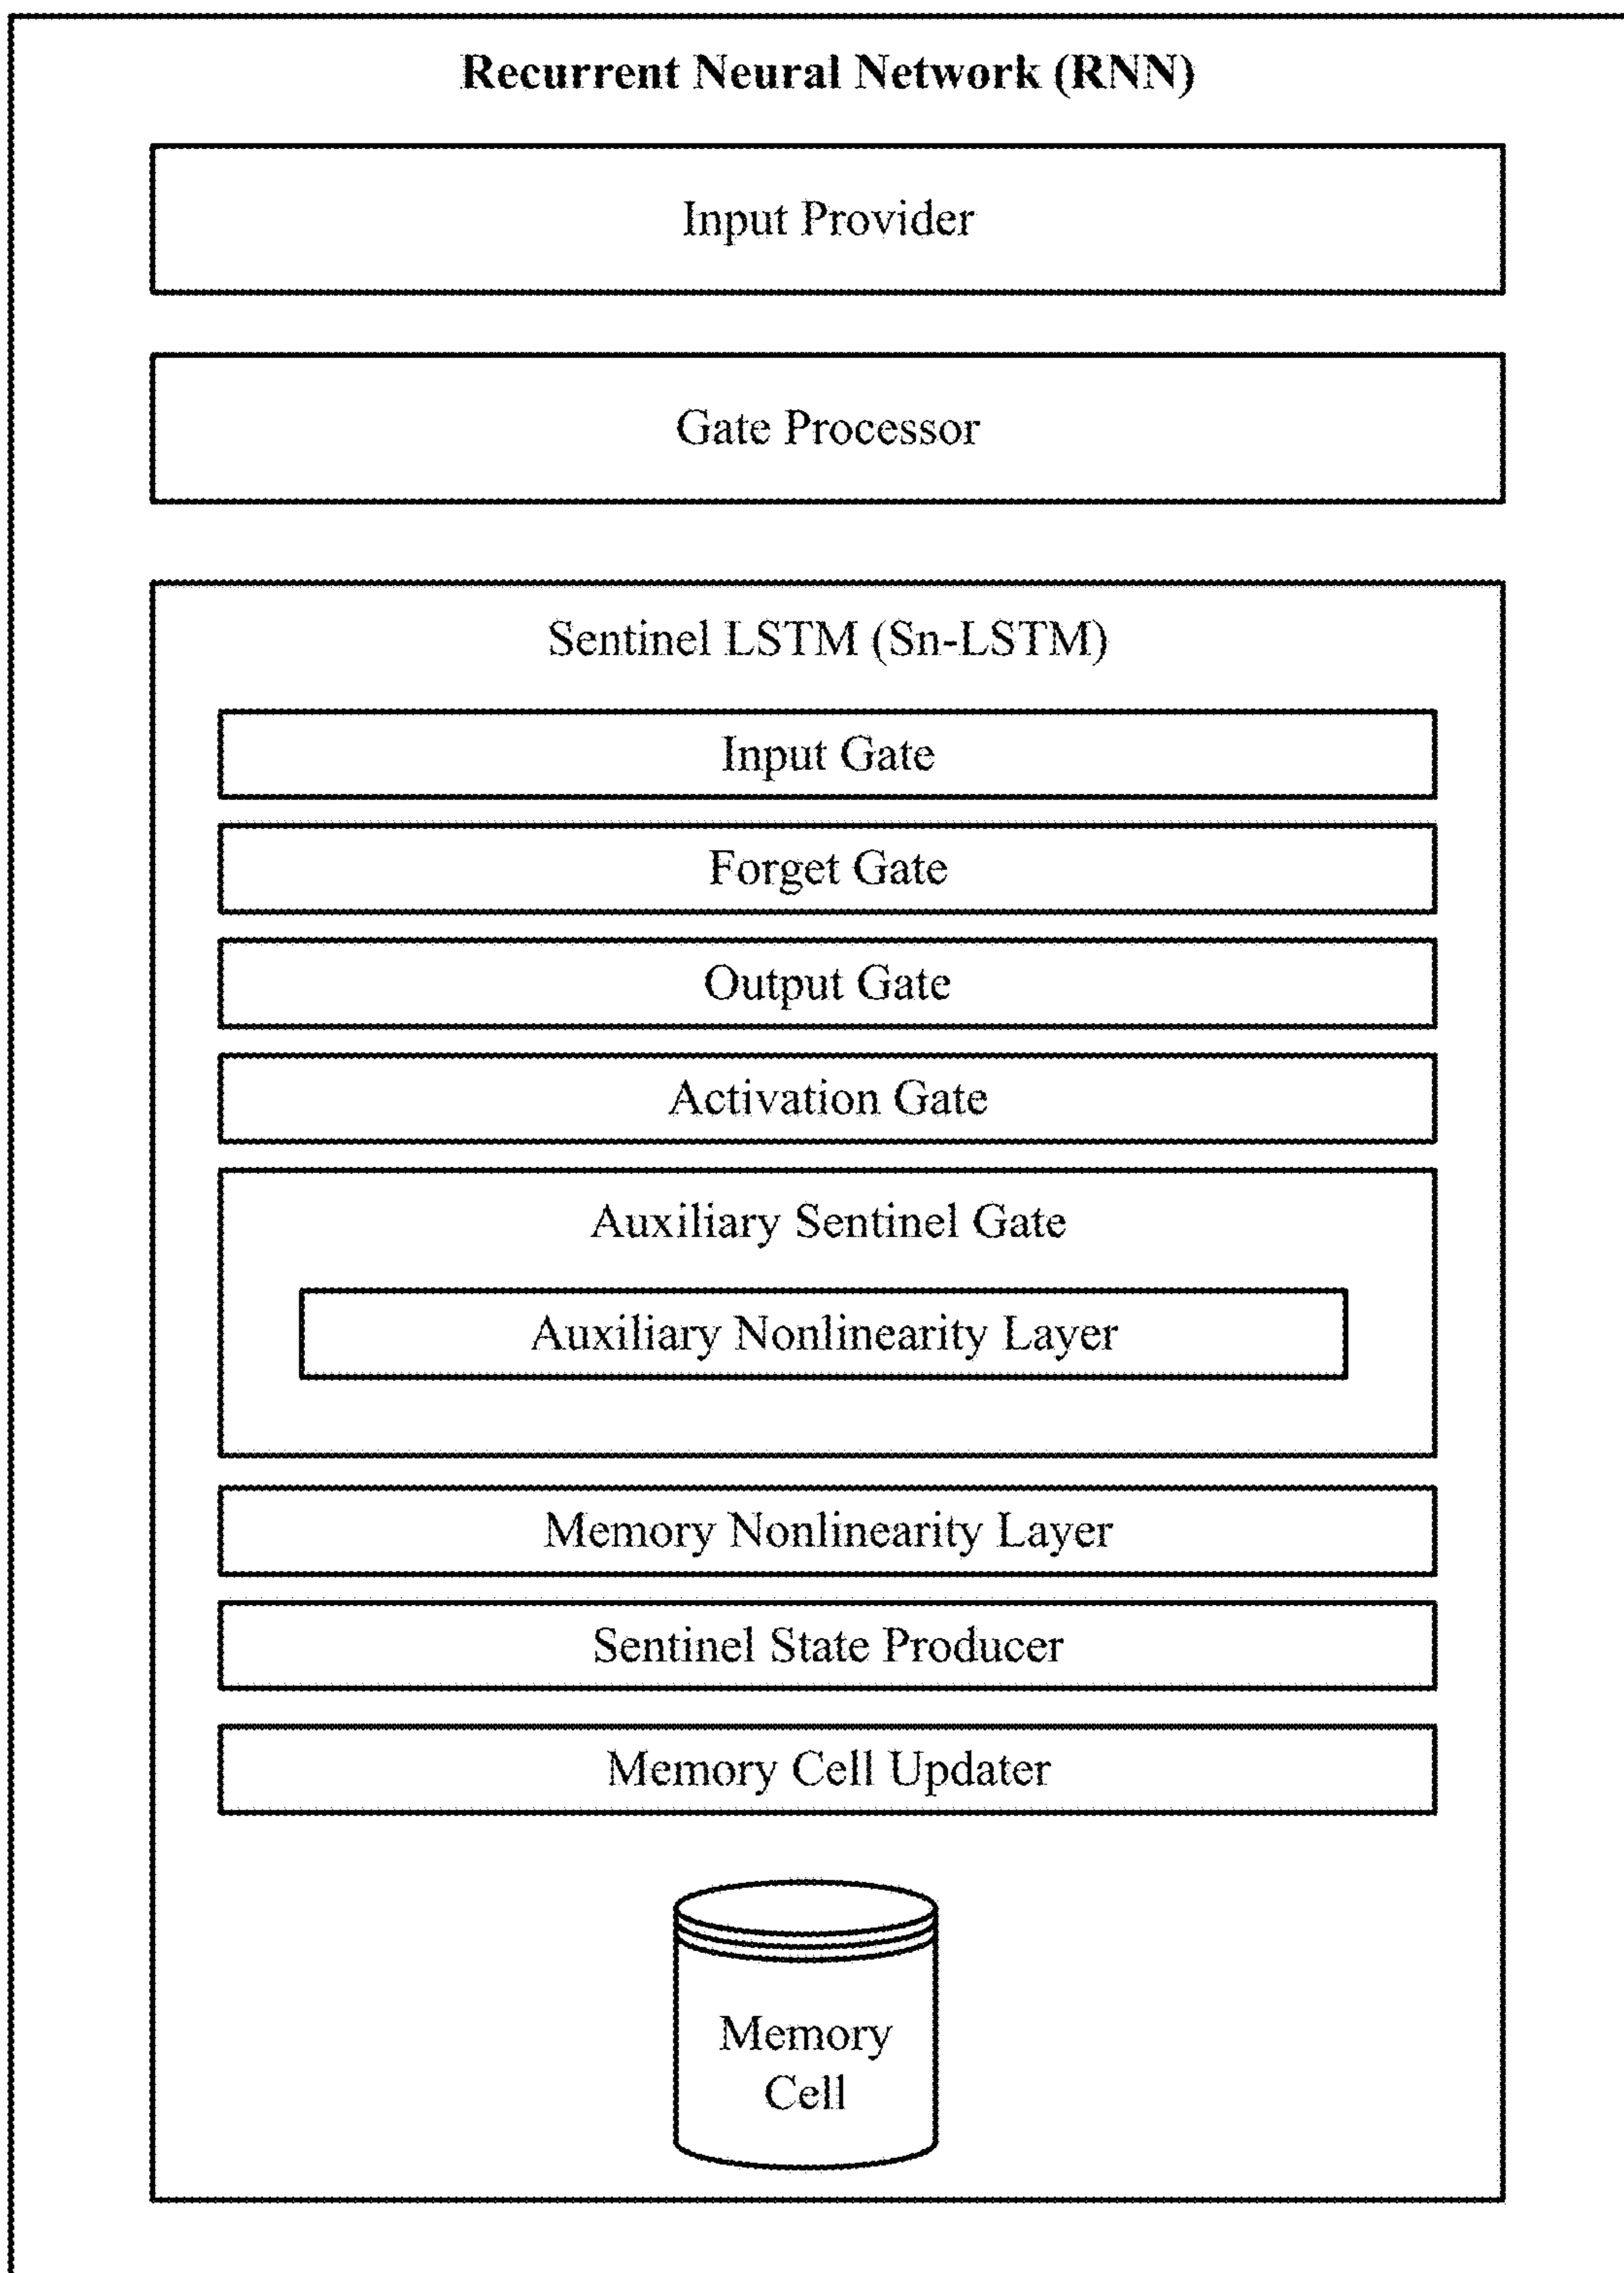 Recurrent Neural Network (RNN)
Input Provider
Gate Processor
Sentinel LSTM (Sn-LSTM)
Input Gate
Forget Gate
Output Gate
Activation Gate
Auxiliary Sentinel Gate
Auxiliary Nonlinearity Layer
Memory Nonlinearity Layer
Sentinel State Producer
Memory Cell Updater
Memory
Cell